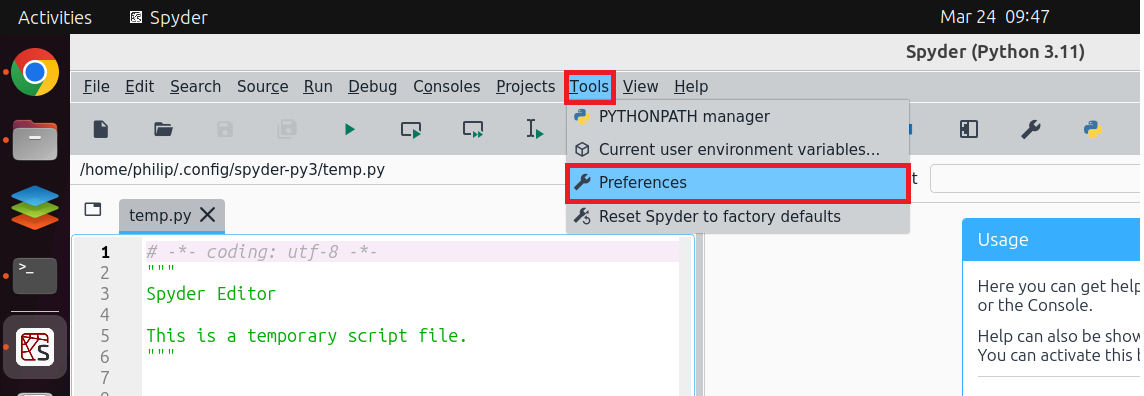 Activities Spyder Mar 24 09:47
Spyder (Python 3.11)
File Edit Search Source Run Debug Consoles Projects Tools View Help
PYTHONPATH manager
Current user environment variables...
/home/philip/.config/spyder-py3/temp.py
Preferences
temp.py
Reset Spyder to factory defaults
1 # -*- coding: utf-8 -*-
2 """
3 Spyder Editor
4
5 This is a temporary script file.
6 """
7
Usage
Here you can get help
or the Console.
Help can also be show
You can activate this b